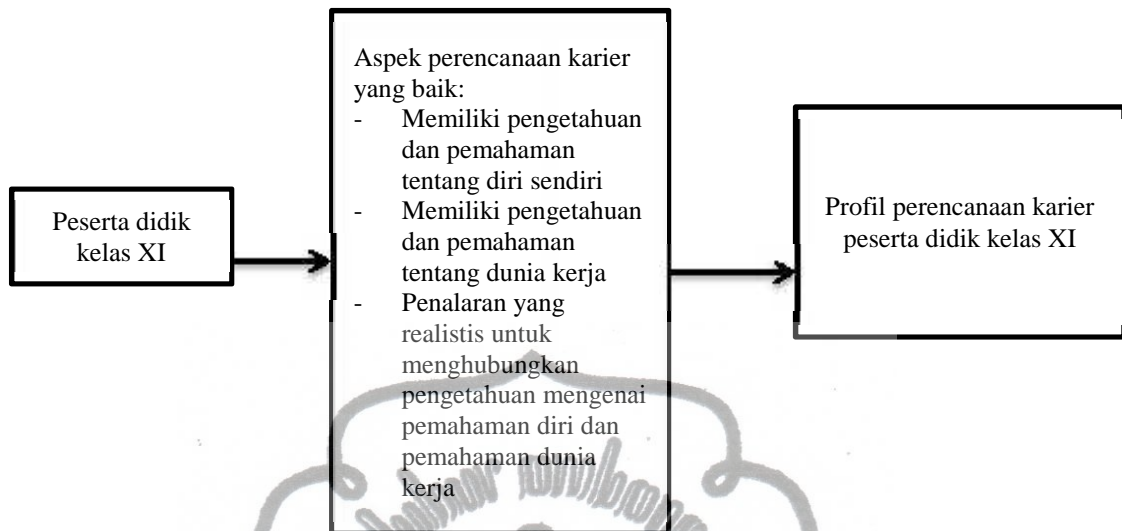 Peserta didik
kelas XI
Aspek perencanaan karier
yang baik:
- Memiliki pengetahuan
dan pemahaman
tentang diri sendiri
- Memiliki pengetahuan
dan pemahaman
tentang dunia kerja
- Penalaran yang
realistis untuk
menghubungkan
pengetahuan mengenai
pemahaman diri dan
pemahaman dunia
kerja
Profil perencanaan karier
peserta didik kelas XI